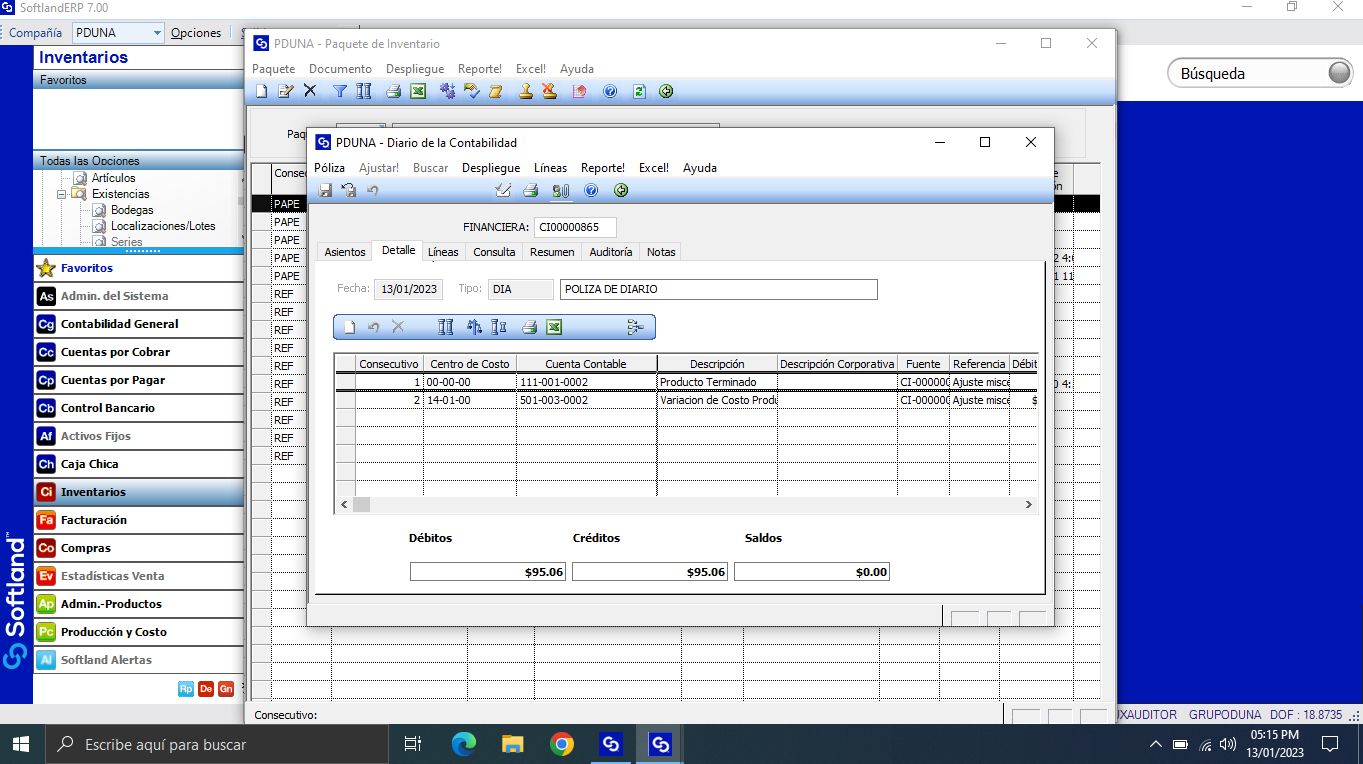 SoftlandERP 7.00
Compañía PDUNA Opciones
Inventarios
Favoritos
Todas las Opciones
Artículos
Existencias
Bodegas
Localizaciones/Lotes
Series
Favoritos
As Admin. del Sistema
Cg Contabilidad General
Cc Cuentas por Cobrar
Cp Cuentas por Pagar
Cb Control Bancario
Af Activos Fijos
Ch Caja Chica
Ci Inventarios
Fa Facturación
Co Compras
Ev Estadísticas Venta
Ap Admin.-Productos
Pc Producción y Costo
Al Softland Alertas
Rp De Gn
Softland™
Búsqueda
PDUNA - Paquete de Inventario
Paquete Documento Despliegue Reporte! Excel! Ayuda
Paq
Conse
PAPE
PAPE
PAPE
PAPE
PAPE
REF
REF
REF
REF
REF
REF
REF
REF
REF
REF
Consecutivo:
PDUNA - Diario de la Contabilidad
Póliza Ajustar! Buscar Despliegue Líneas Reporte! Excel! Ayuda
FINANCIERA: CI00000865
Asientos Detalle Líneas Consulta Resumen Auditoría Notas
Fecha: 13/01/2023 Tipo: DIA POLIZA DE DIARIO
Consecutivo Centro de Costo Cuenta Contable Descripción Descripción Corporativa Fuente Referencia Débit
1 00-00-00 111-001-0002 Producto Terminado CI-000000 Ajuste misce
2 14-01-00 501-003-0002 Variacion de Costo Produ CI-000000 Ajuste misce $
Débitos Créditos Saldos
$95.06 $95.06 $0.00
UXAUDITOR GRUPODUNA DOF : 18.8735
Escribe aquí para buscar
05:15 PM
13/01/2023